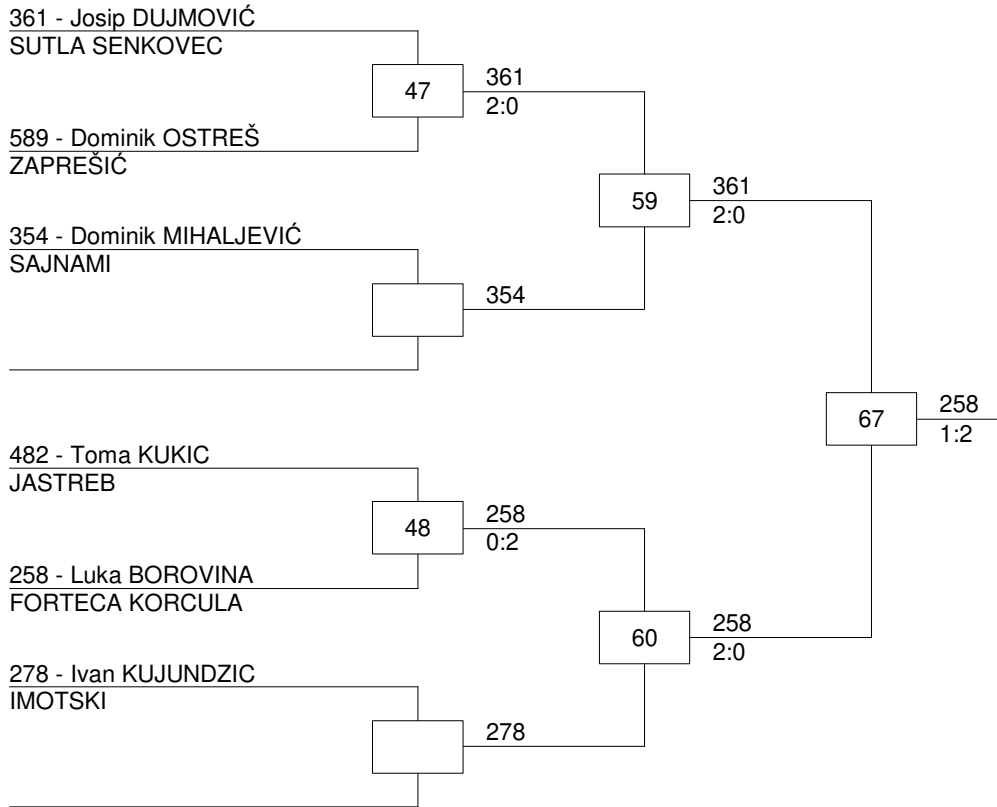 361 - Josip DUJMOVIĆ
SUTLA SENKOVEC
47
361
2:0
589 - Dominik OSTREŠ
ZAPREŠIĆ
59
361
2:0
354 - Dominik MIHALJEVIĆ
SAJNAMI
354
67
258
1:2
482 - Toma KUKIC
JASTREB
48
258
0:2
258 - Luka BOROVINA
FORTECA KORCULA
60
258
2:0
278 - Ivan KUJUNDZIC
IMOTSKI
278